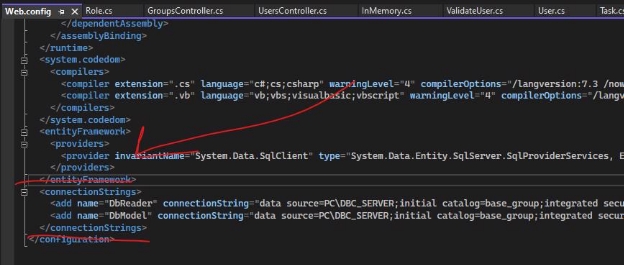 Web.config Role.cs GroupsController.cs UsersController.cs InMemory.cs ValidateUser.cs User.cs Task.cs
</dependentAssembly>
</assemblyBinding>
</runtime>
<system.codedom>
<compilers>
<compiler extension=".cs" language="c#;cs;csharp" warningLevel="4" compilerOptions="/langversion:7.3 /now
<compiler extension=".vb" language="vb;vbs;visualbasic;vbscript" warningLevel="4" compilerOptions="/langv
</compilers>
</system.codedom>
<entityFramework>
<providers>
<provider invariantName="System.Data.SqlClient" type="System.Data.Entity.SqlServer.SqlProviderServices, E
</providers>
</entityFramework>
<connectionStrings>
<add name="DbReader" connectionString="data source=PC\DBC_SERVER;initial catalog=base_group;integrated secur
<add name="DbModel" connectionString="data source=PC\DBC_SERVER;initial catalog=base_group;integrated secur
</connectionStrings>
</configuration>